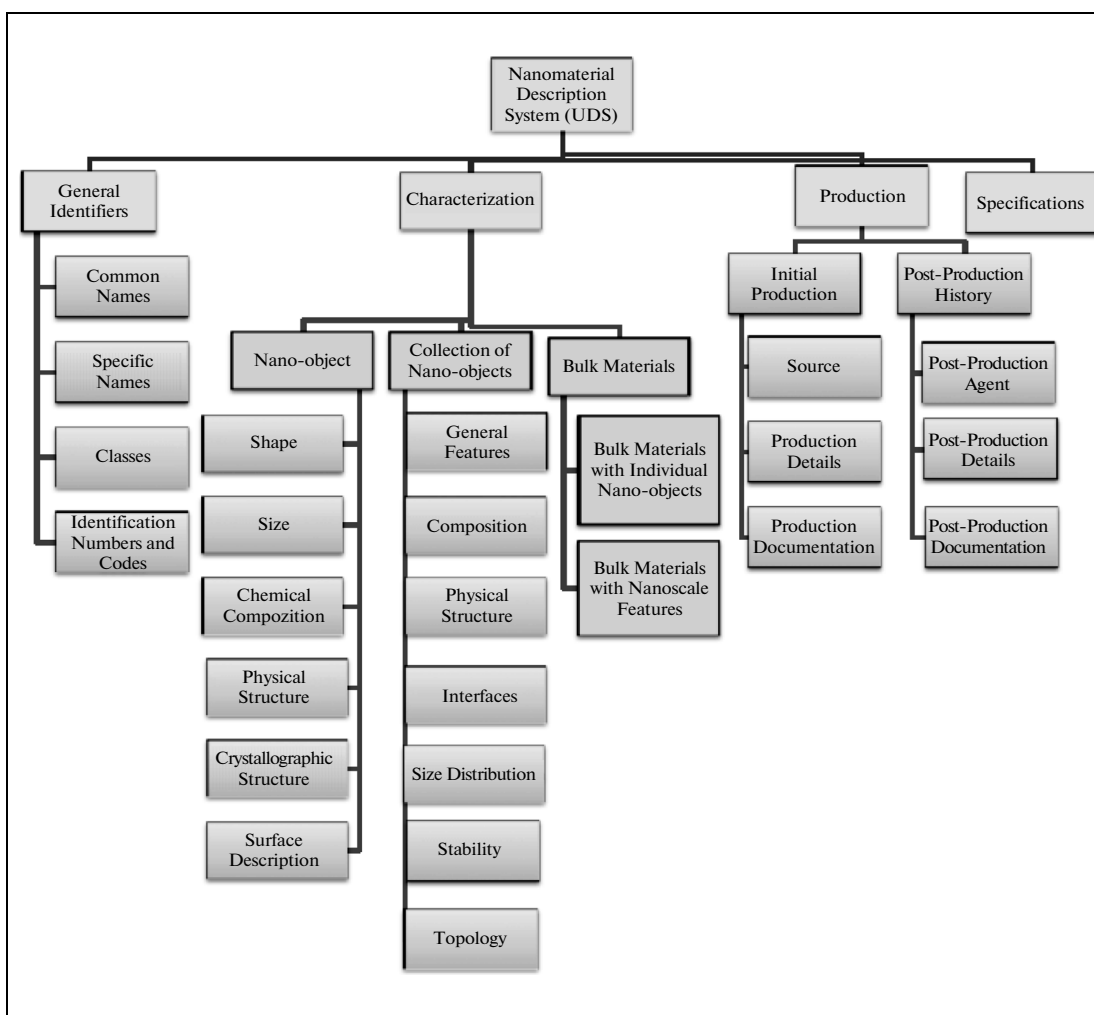 Nanomaterial
Description
System (UDS)
General
Identifiers
Common
Names
Specific
Names
Classes
Identification
Numbers and
Codes
Characterization
Nano-object
Shape
Size
Chemical
Compozition
Physical
Structure
Crystallographic
Structure
Surface
Description
Collection of
Nano-objects
General
Features
Composition
Physical
Structure
Interfaces
Size Distribution
Stability
Topology
Bulk Materials
Bulk Materials
with Individual
Nano-objects
Bulk Materials
with Nanoscale
Features
Production
Initial
Production
Source
Production
Details
Production
Documentation
Post-Production
History
Post-Production
Agent
Post-Production
Details
Post-Production
Documentation
Specifications